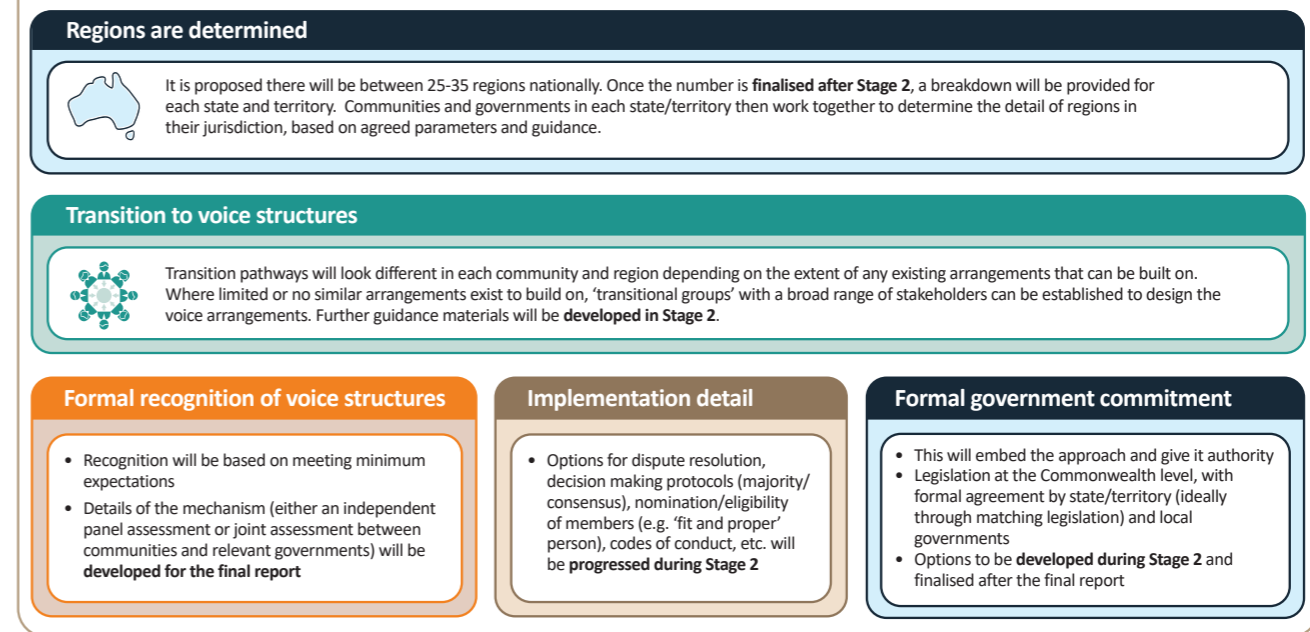 Regions are determined
It is proposed there will be between 25-35 regions nationally. Once the number is finalised after Stage 2, a breakdown will be provided for
each state and territory.  Communities and governments in each state/territory then work together to determine the detail of regions in
their jurisdiction, based on agreed parameters and guidance.
Transition to voice structures
Transition pathways will look different in each community and region depending on the extent of any existing arrangements that can be built on.
Where limited or no similar arrangements exist to build on, ‘transitional groups’ with a broad range of stakeholders can be established to design the
voice arrangements. Further guidance materials will be developed in Stage 2.
Formal recognition of voice structures
• Recognition will be based on meeting minimum
expectations
• Details of the mechanism (either an independent
panel assessment or joint assessment between
communities and relevant governments) will be
developed for the final report
Implementation detail
• Options for dispute resolution,
decision making protocols (majority/
consensus), nomination/eligibility
of members (e.g. ‘fit and proper’
person), codes of conduct, etc. will
be progressed during Stage 2
Formal government commitment
• This will embed the approach and give it authority
• Legislation at the Commonwealth level, with
formal agreement by state/territory (ideally
through matching legislation) and local
governments
• Options to be developed during Stage 2 and
finalised after the final report